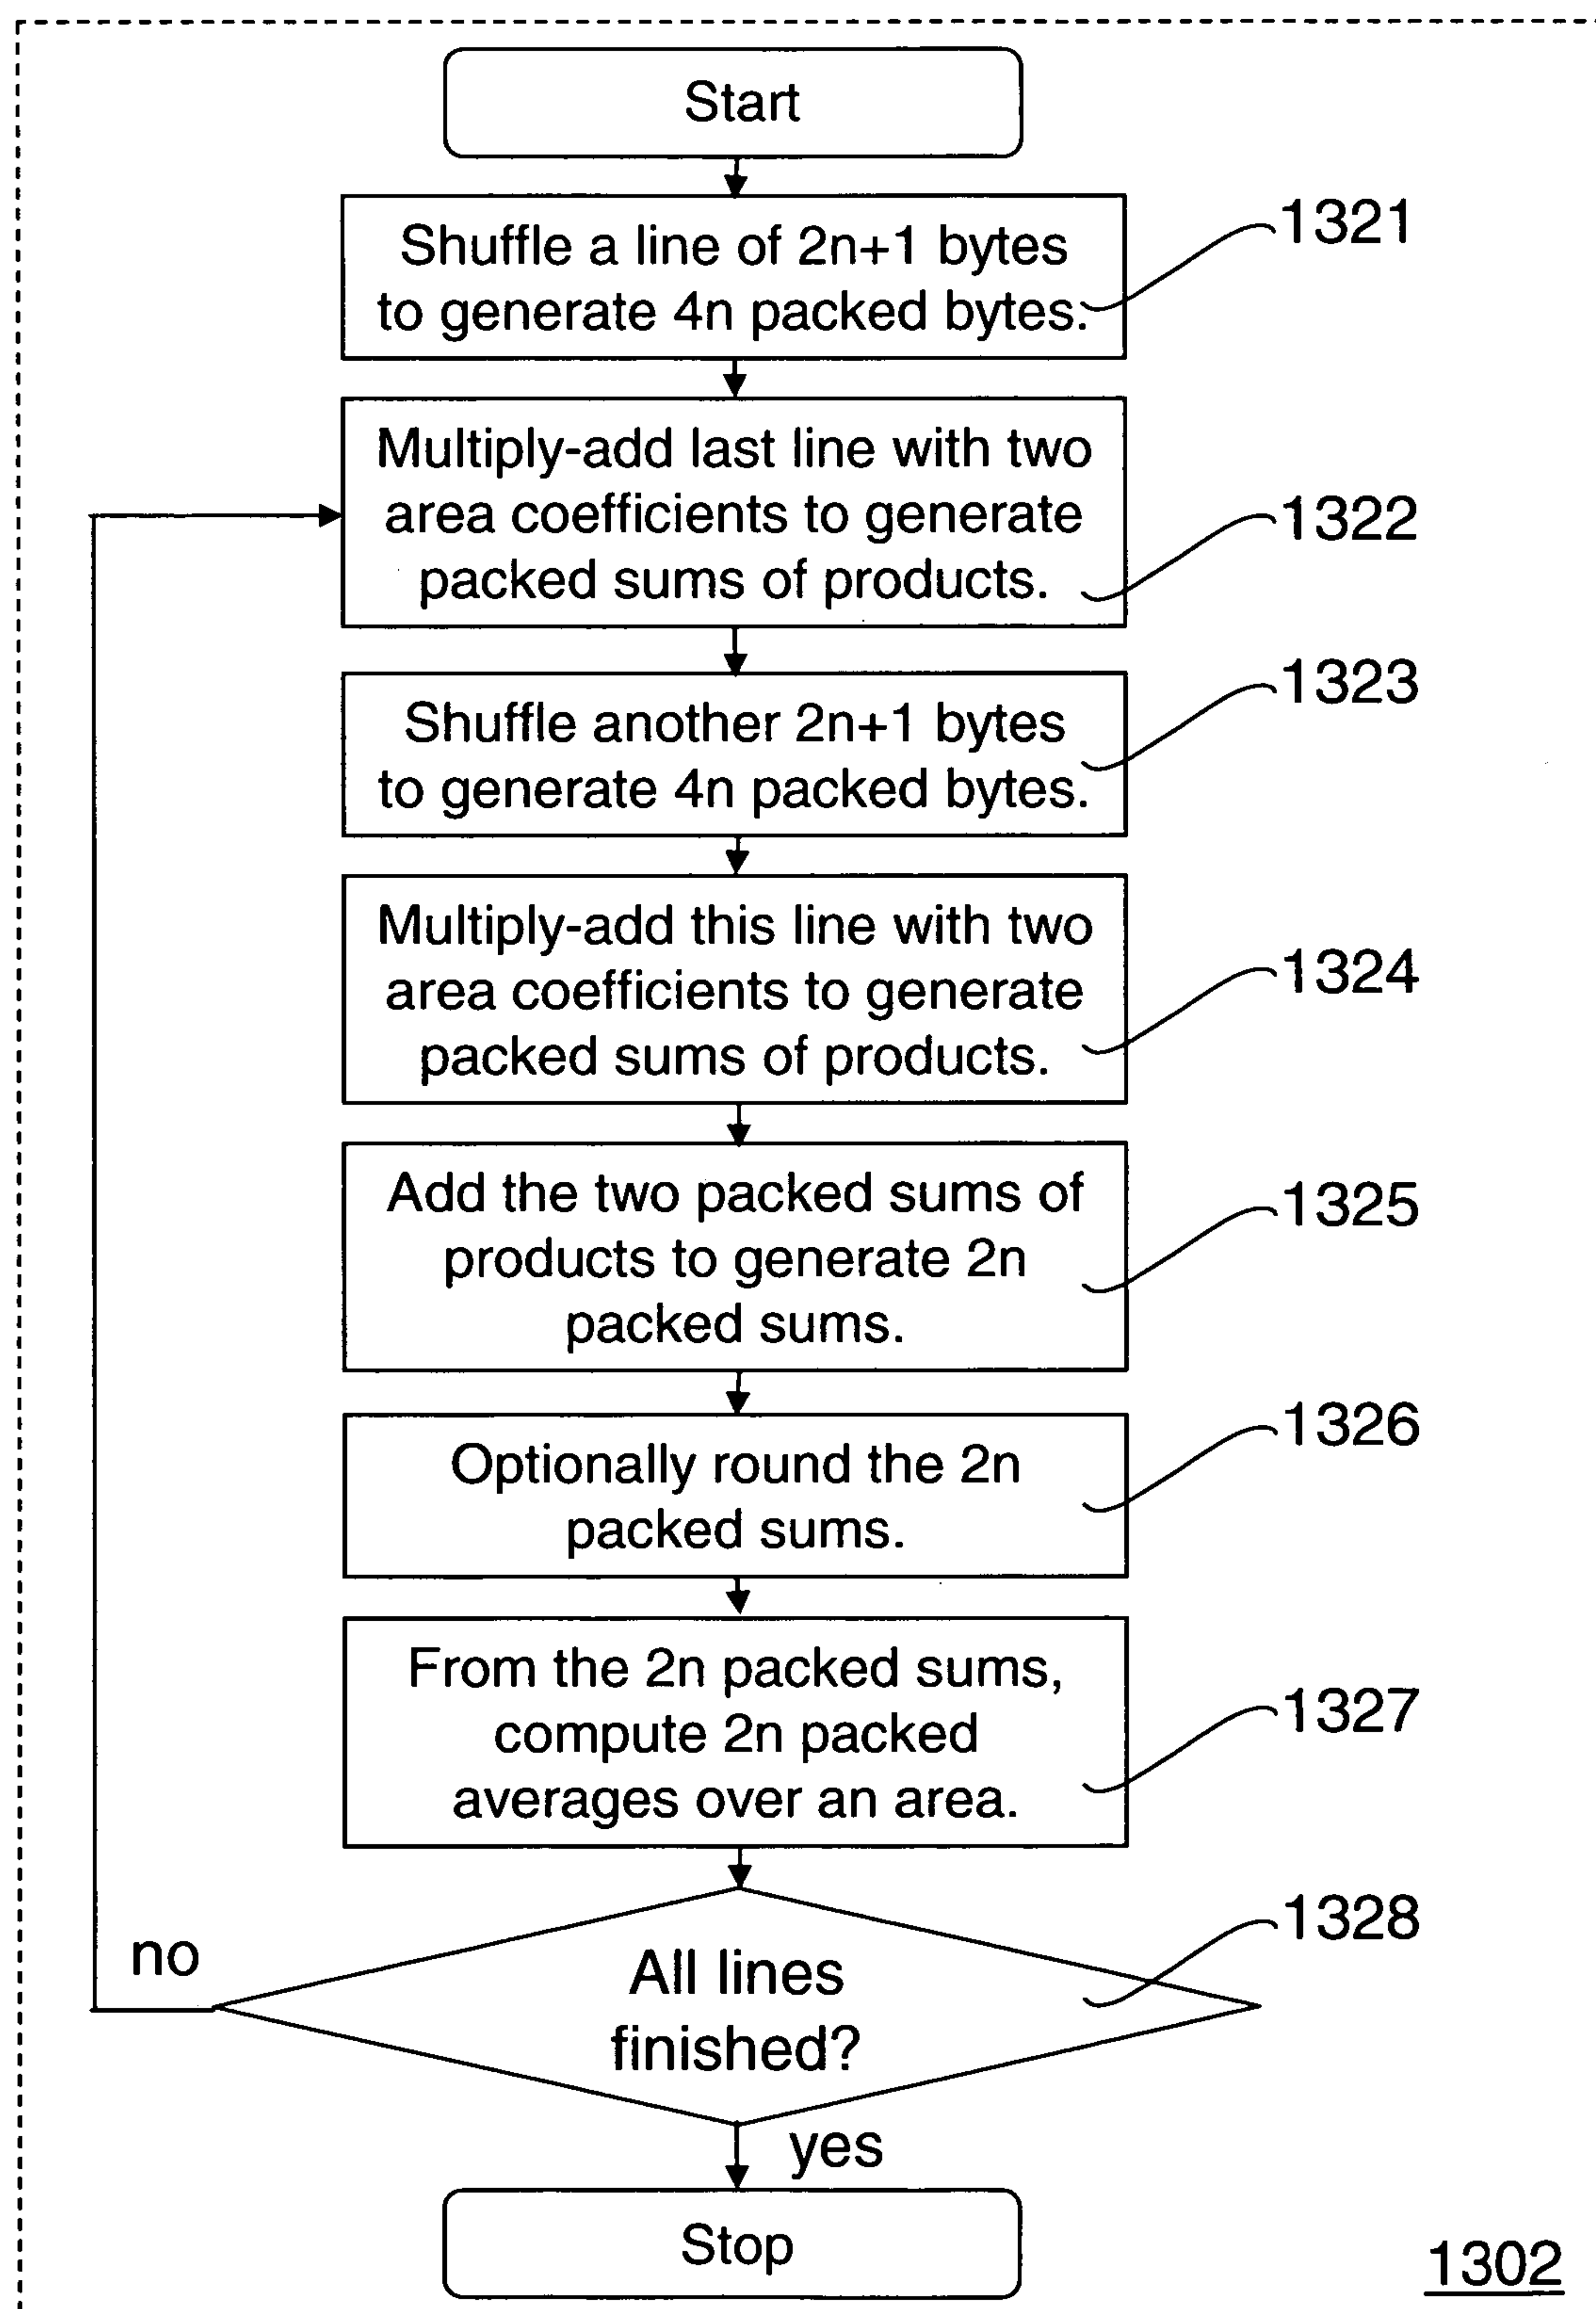 Start
Shuffle a line of 2n+1 bytes
to generate 4n packed bytes.
1321
Multiply-add last line with two
area coefficients to generate
packed sums of products.
1322
Shuffle another 2n+1 bytes
to generate 4n packed bytes.
1323
Multiply-add this line with two
area coefficients to generate
packed sums of products.
1324
Add the two packed sums of
products to generate 2n
packed sums.
1325
Optionally round the 2n
packed sums.
1326
From the 2n packed sums,
compute 2n packed
averages over an area.
1327
All lines
finished?
1328
no
yes
Stop
1302